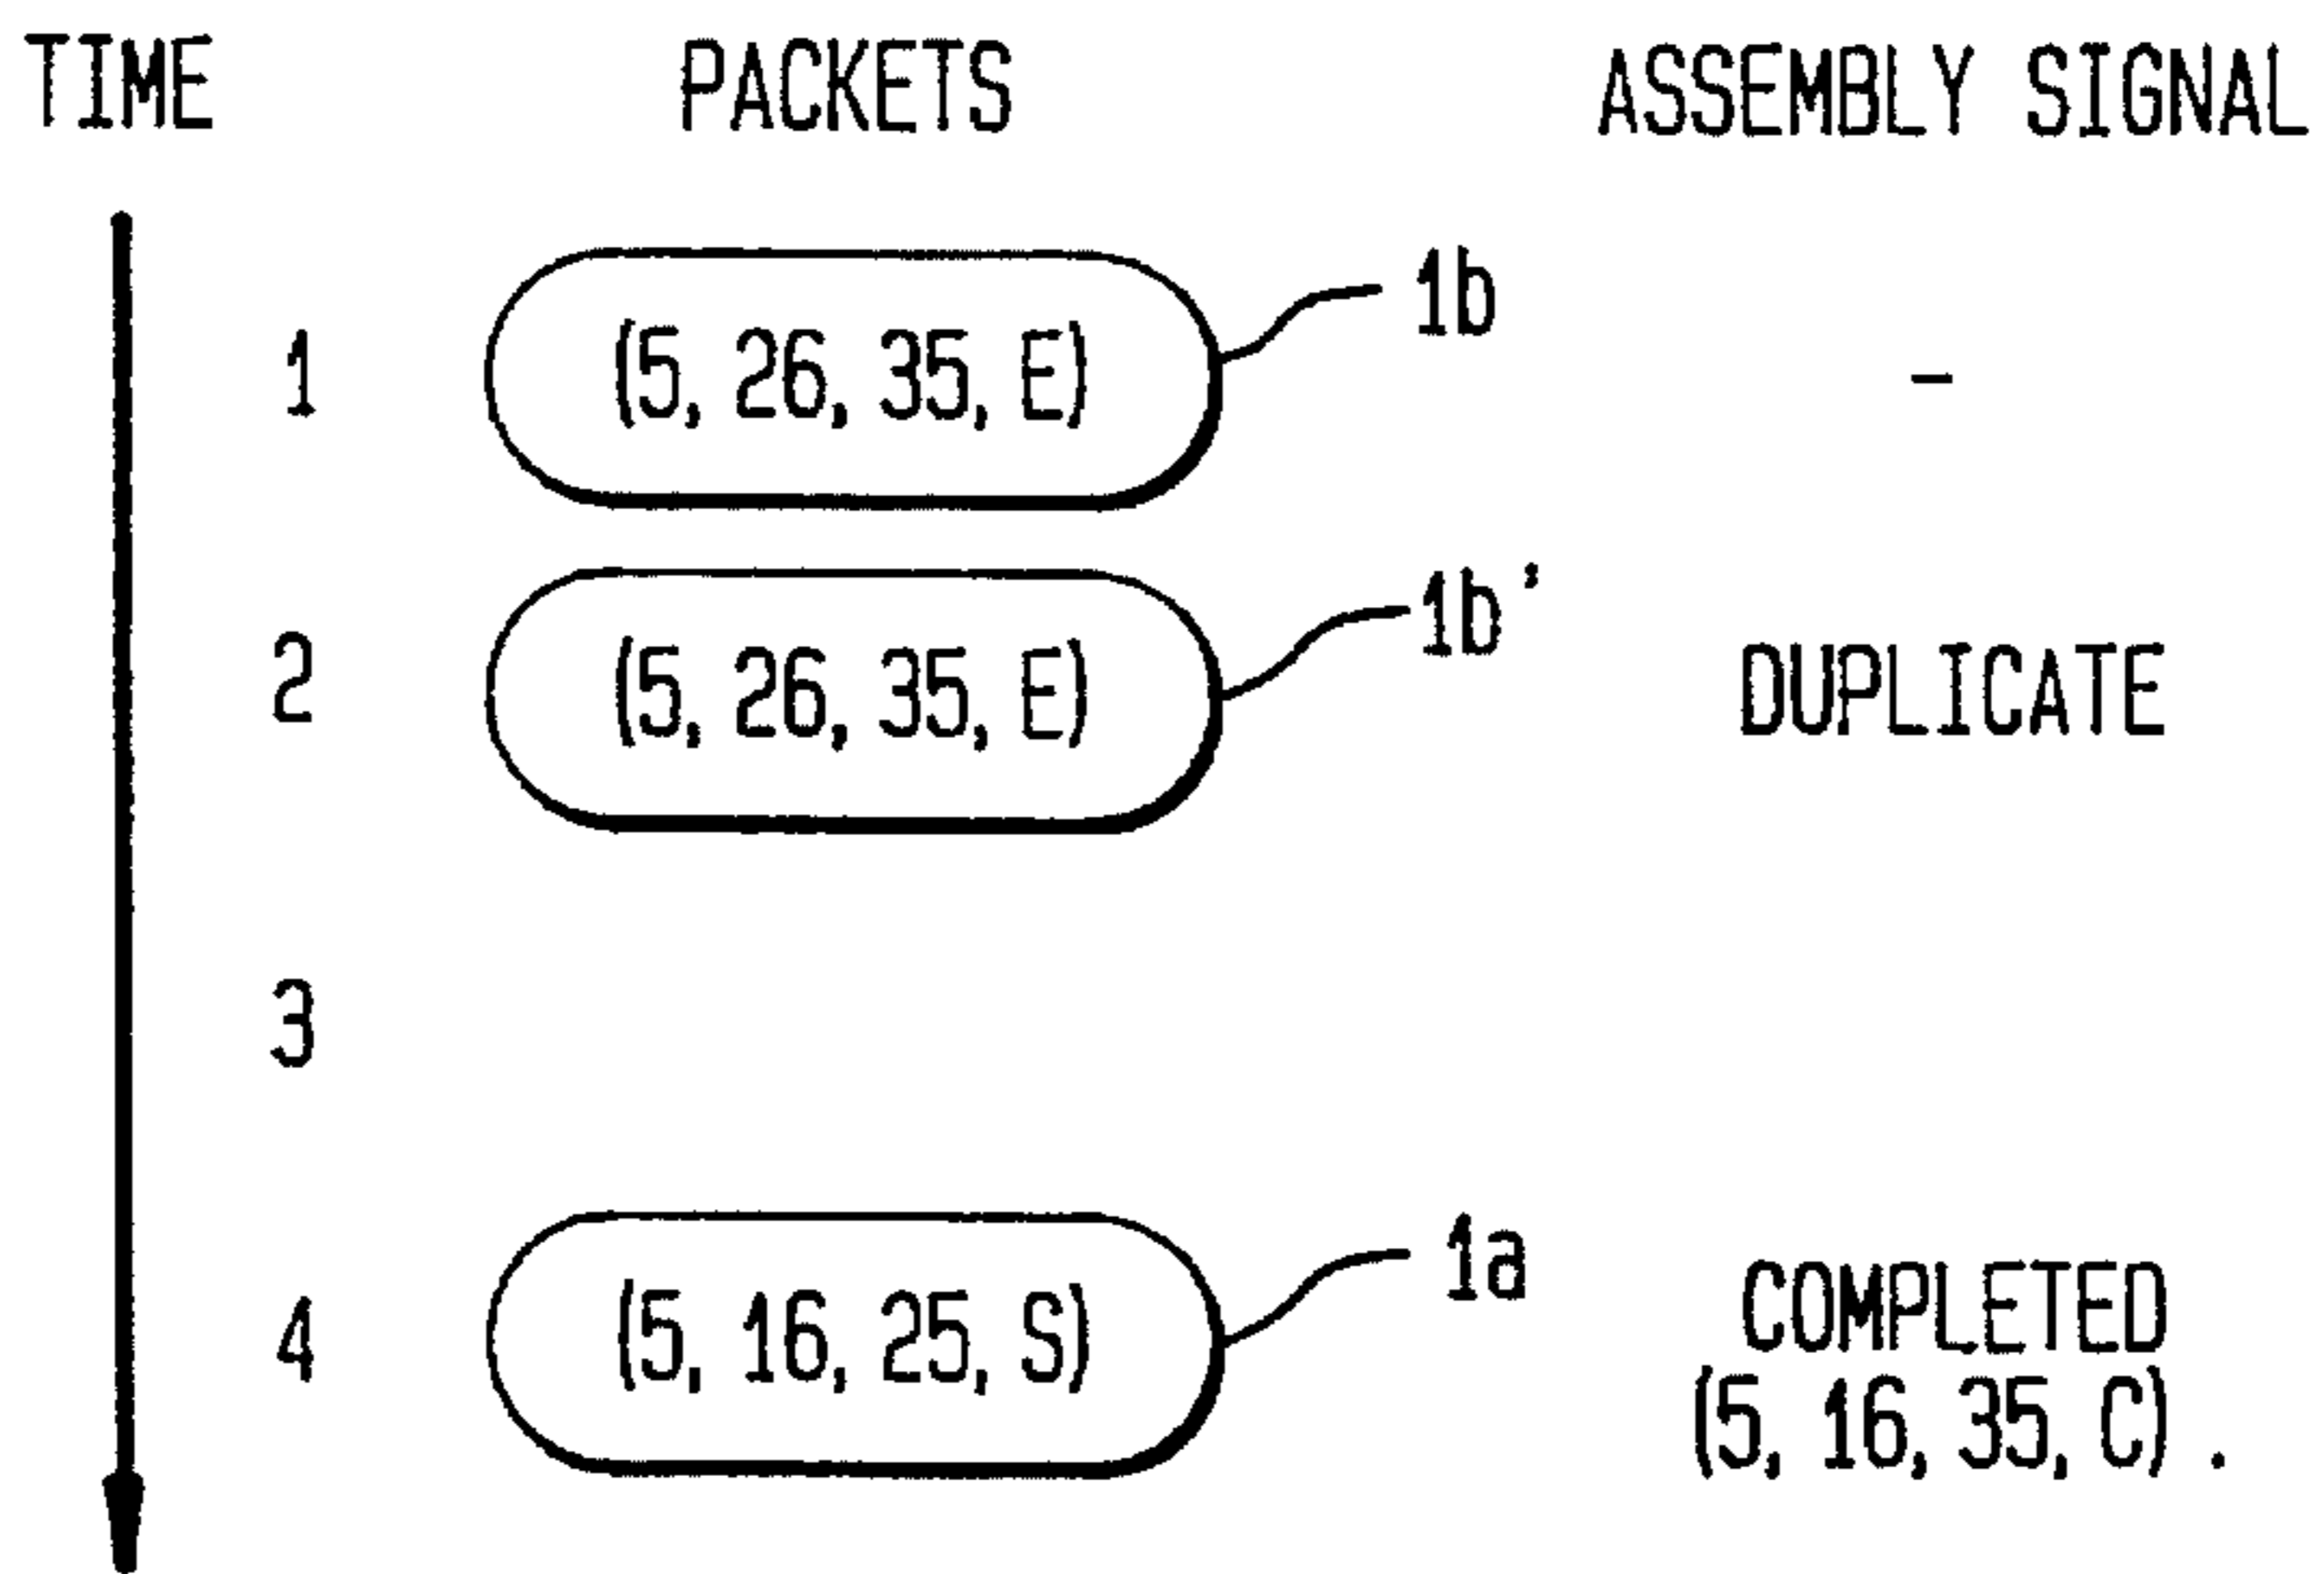 TIME PACKETS ASSEMBLY SIGNAL
1 (5, 26, 35, E) 1b -
2 (5, 26, 35, E) 1b' DUPLICATE
3
4 (5, 16, 25, S) 1a COMPLETED
(5, 16, 35, C) .